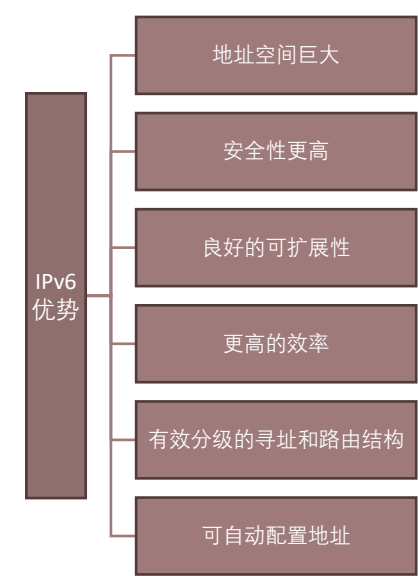 IPv6
优势
地址空间巨大
安全性更高
良好的可扩展性
更高的效率
有效分级的寻址和路由结构
可自动配置地址